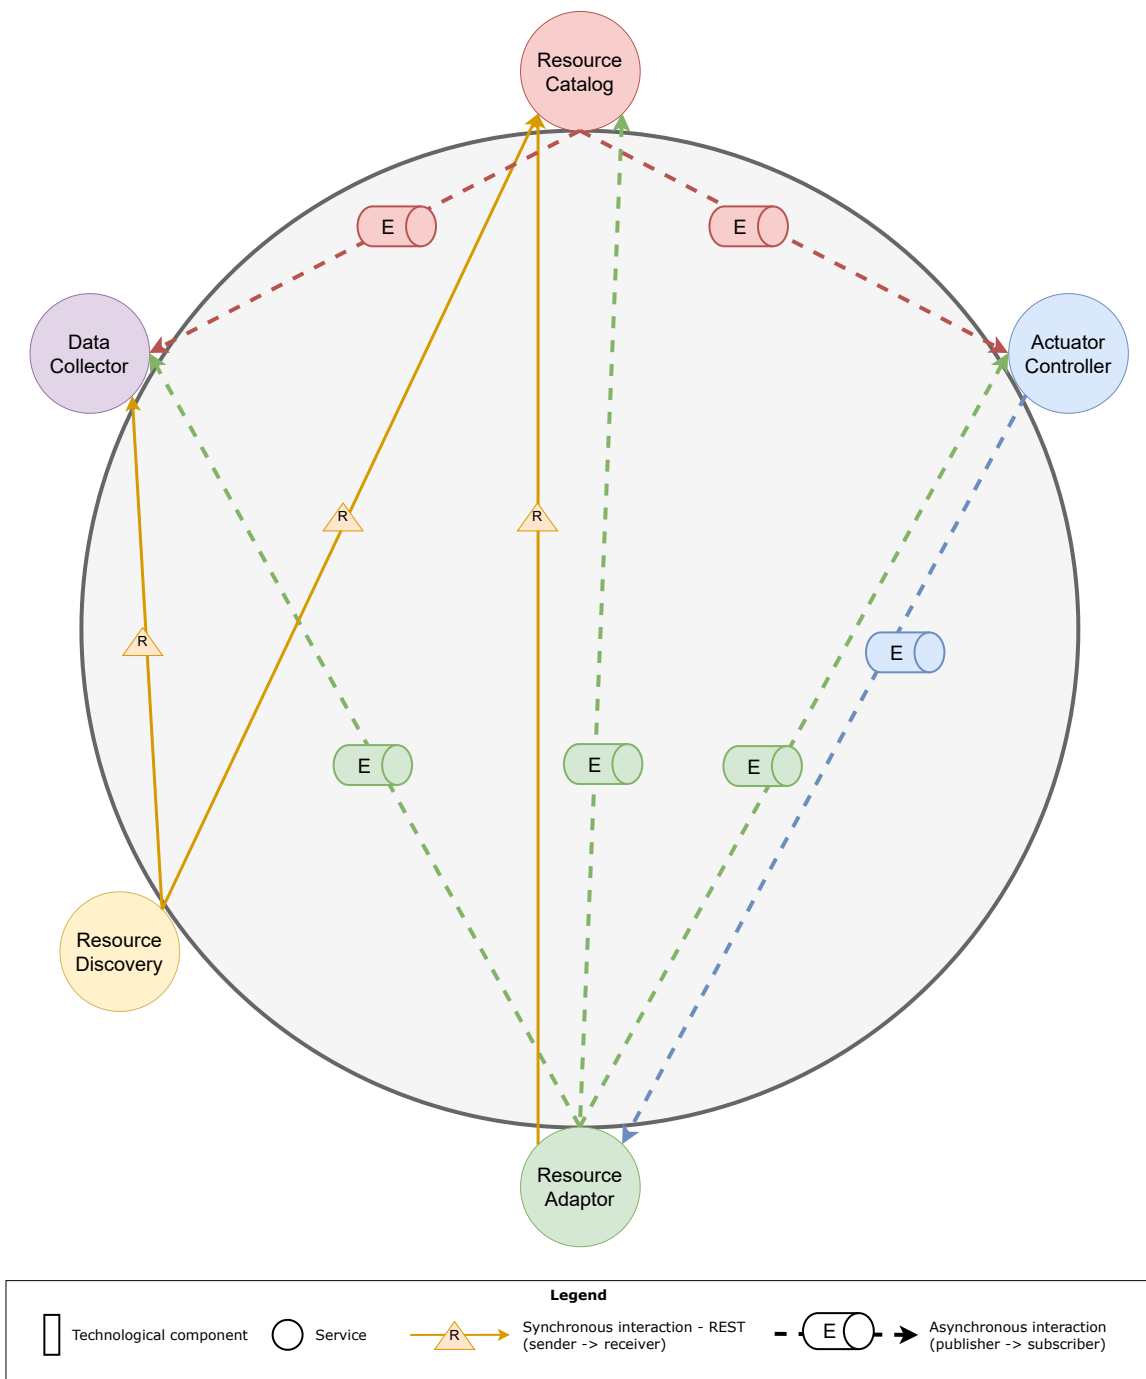 Resource
Catalog
E
E
Data
Collector
Actuator
Controller
R
R
R
E
E
E
E
Resource
Discovery
Resource
Adaptor
Legend
Technological component
Service
R
Synchronous interaction - REST
(sender -> receiver)
E
Asynchronous interaction
(publisher -> subscriber)